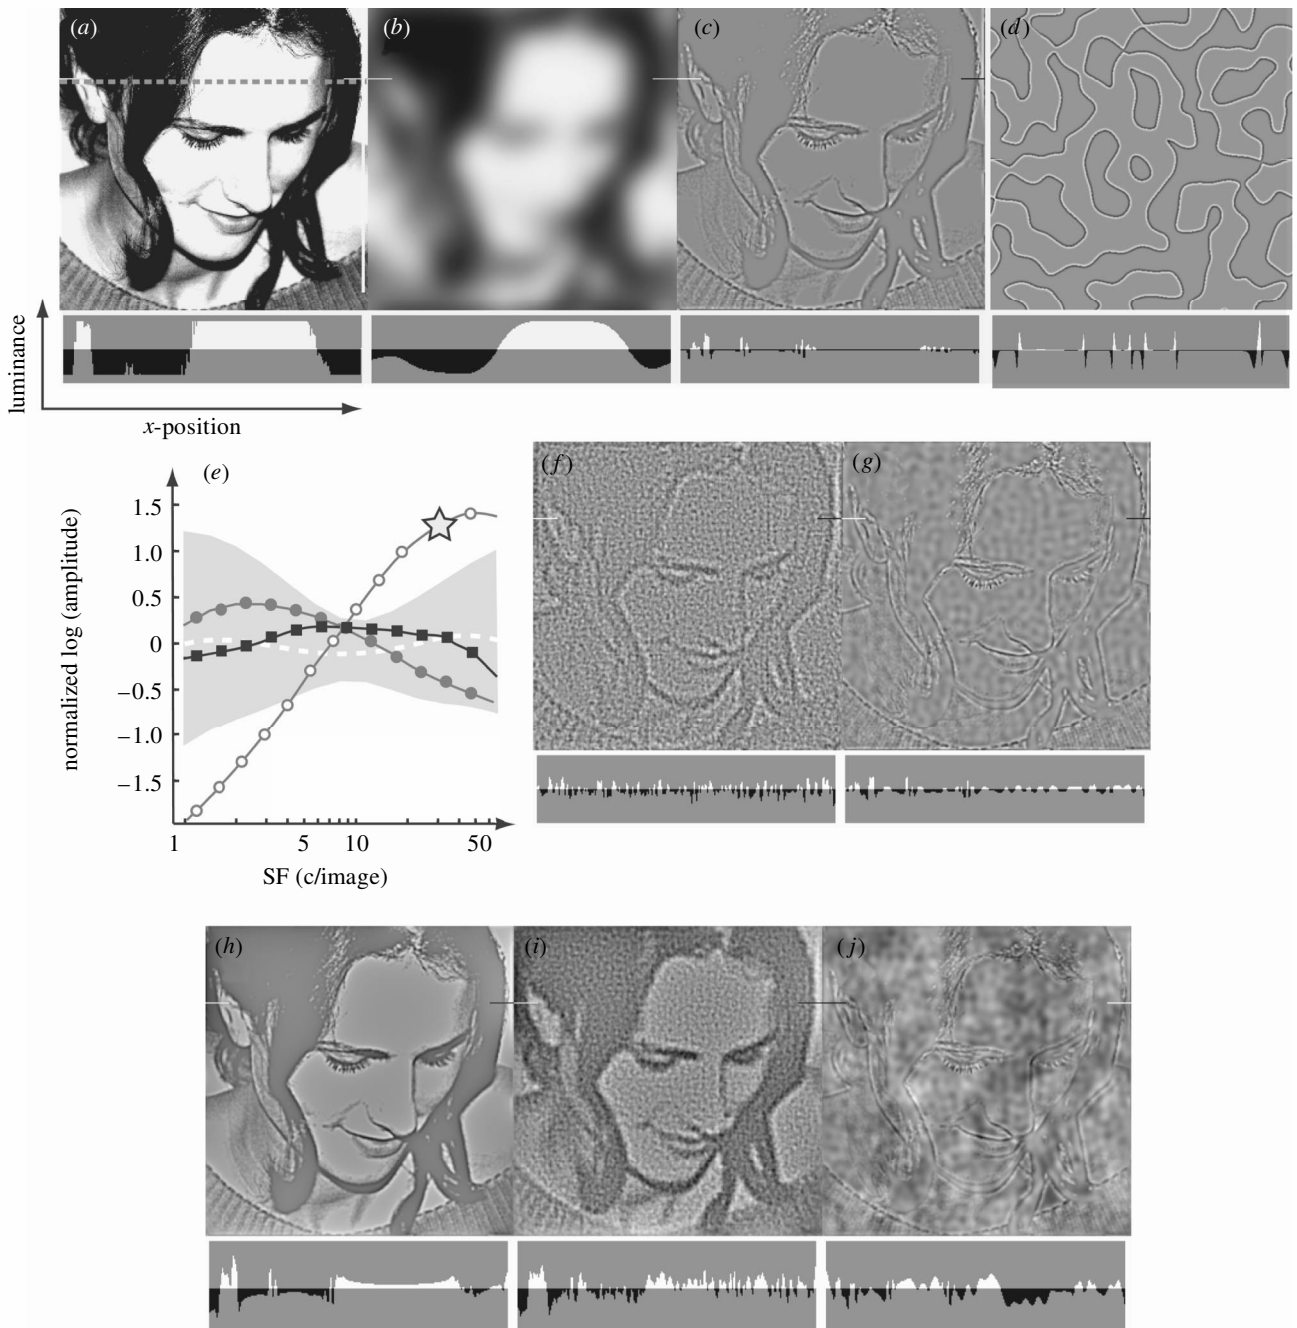 (a)
(b)
(c)
(d)
luminance
x-position
(e)
normalized log (amplitude)
1.5
1.0
0.5
0
−0.5
−1.0
−1.5
1
5
10
50
SF (c/image)
(f)
(g)
(h)
(i)
(j)